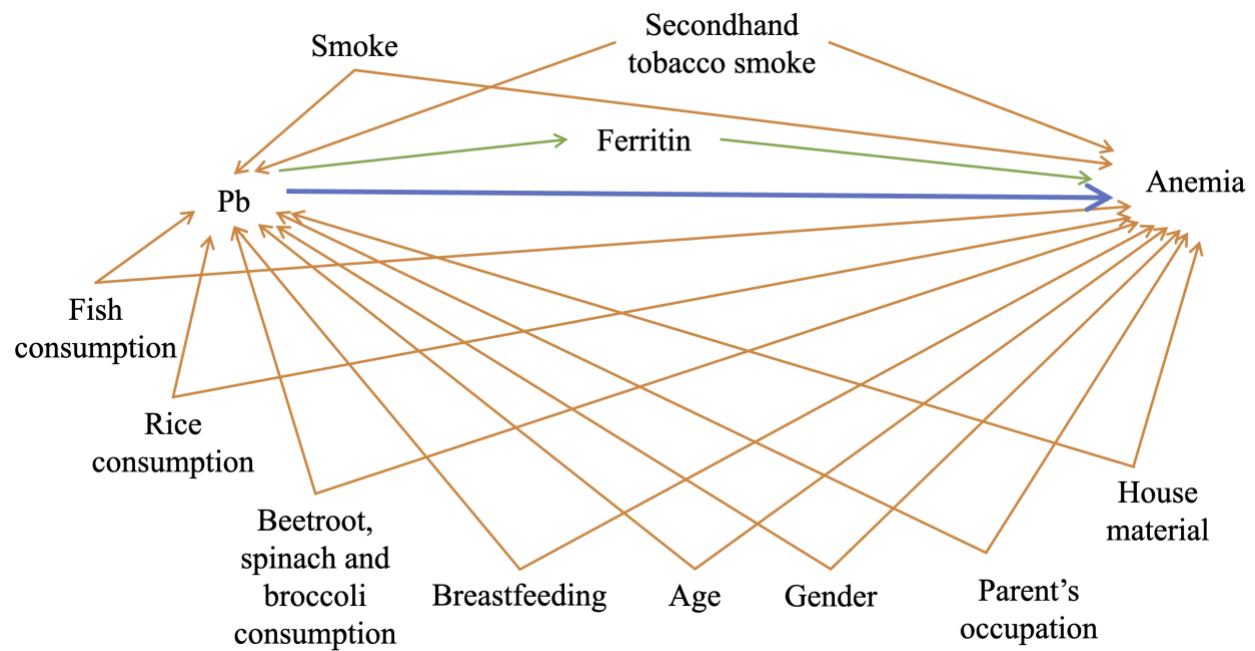 Smoke
Secondhand
tobacco smoke
Ferritin
Pb
Anemia
Fish
consumption
Rice
consumption
Beetroot,
spinach and
broccoli
consumption
Breastfeeding
Age
Gender
Parent’s
occupation
House
material